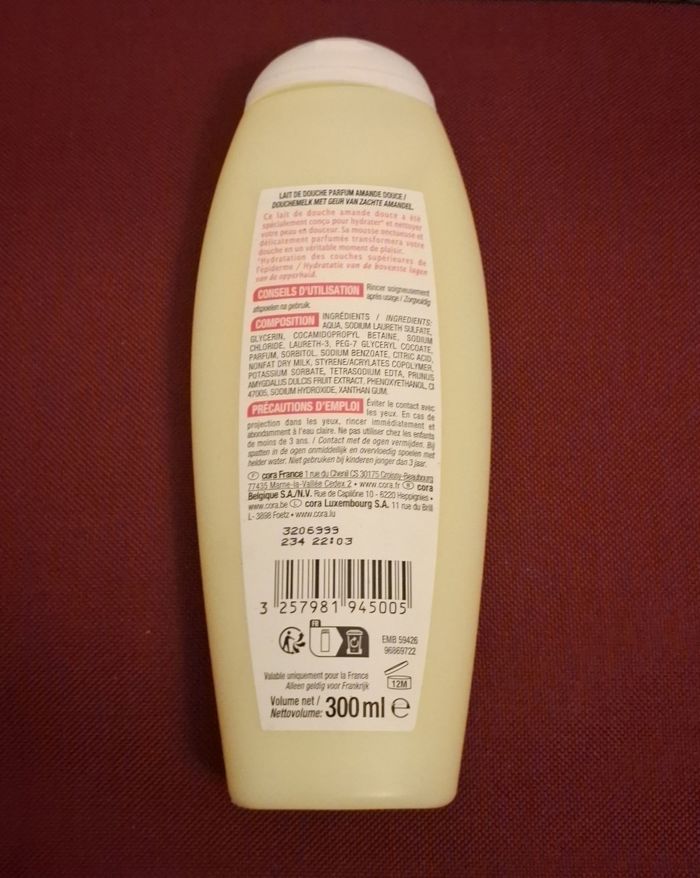 LAIT DE DOUCHE PARFUM AMANDE DOUCE /
DOUCHEMELK MET GEUR VAN ZACHTE AMANDEL.
Ce lait de douche amande douce a été
spécialement conçu pour hydrater* et nettoyer
votre peau en douceur. Sa mousse onctueuse et
délicatement parfumée transformera votre
douche en un véritable moment de plaisir.
*Hydratation des couches supérieures de
l'épiderme / Hydratatie van de bovenste lagen
van de opperhuid.
CONSEILS D'UTILISATION Rincer soigneusement
après usage / Zorgvuldig
afspoelen na gebruik.
COMPOSITION INGRÉDIENTS / INGREDIENTS:
AQUA, SODIUM LAURETH SULFATE,
GLYCERIN, COCAMIDOPROPYL BETAINE, SODIUM
CHLORIDE, LAURETH-3, PEG-7 GLYCERYL COCOATE,
PARFUM, SORBITOL, SODIUM BENZOATE, CITRIC ACID,
NONFAT DRY MILK, STYRENE/ACRYLATES COPOLYMER,
POTASSIUM SORBATE, TETRASODIUM EDTA, PRUNUS
AMYGDALUS DULCIS FRUIT EXTRACT, PHENOXYETHANOL, CI
47005, SODIUM HYDROXIDE, XANTHAN GUM.
PRÉCAUTIONS D'EMPLOI Éviter le contact avec
les yeux. En cas de
projection dans les yeux, rincer immédiatement et
abondamment à l'eau claire. Ne pas utiliser chez les enfants
de moins de 3 ans. / Contact met de ogen vermijden. Bij
spatten in de ogen onmiddellijk en overvloedig spoelen met
helder water. Niet gebruiken bij kinderen jonger dan 3 jaar.
F cora France 1 rue du Chenil CS 30175 Croissy-Beaubourg
77435 Marne-la-Vallée Cedex 2 • www.cora.fr B cora
Belgique S.A./N.V. Rue de Capilône 10 - 6220 Heppignies •
www.cora.be L cora Luxembourg S.A. 11 rue du Brill
L- 3898 Foetz • www.cora.lu
3206999
234 22:03
3 257981 945005
FR
EMB 59426
96869722
Valable uniquement pour la France
Alleen geldig voor Frankrijk
12M
Volume net /
Nettovolume: 300 ml e